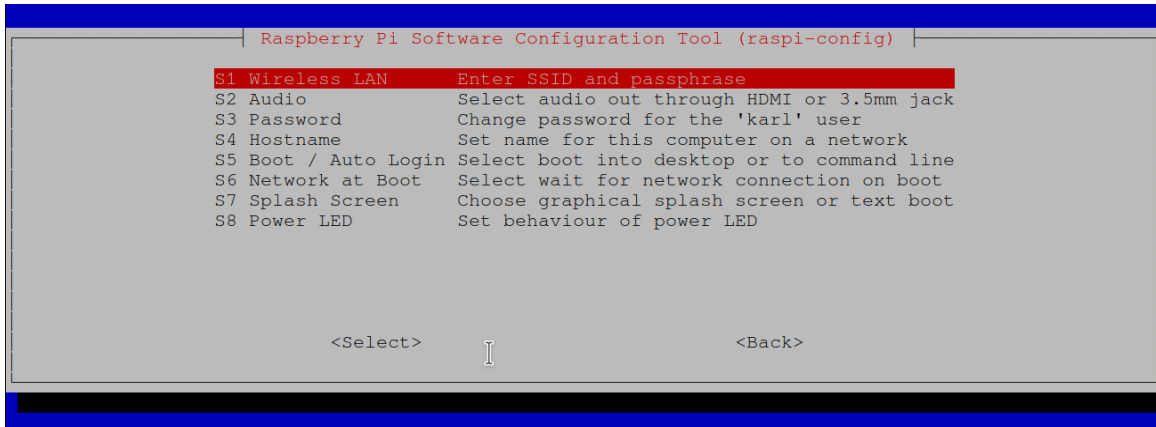 Raspberry Pi Software Configuration Tool (raspi-config)
S1 Wireless LAN Enter SSID and passphrase
S2 Audio Select audio out through HDMI or 3.5mm jack
S3 Password Change password for the 'karl' user
S4 Hostname Set name for this computer on a network
S5 Boot / Auto Login Select boot into desktop or to command line
S6 Network at Boot Select wait for network connection on boot
S7 Splash Screen Choose graphical splash screen or text boot
S8 Power LED Set behaviour of power LED
<Select> <Back>